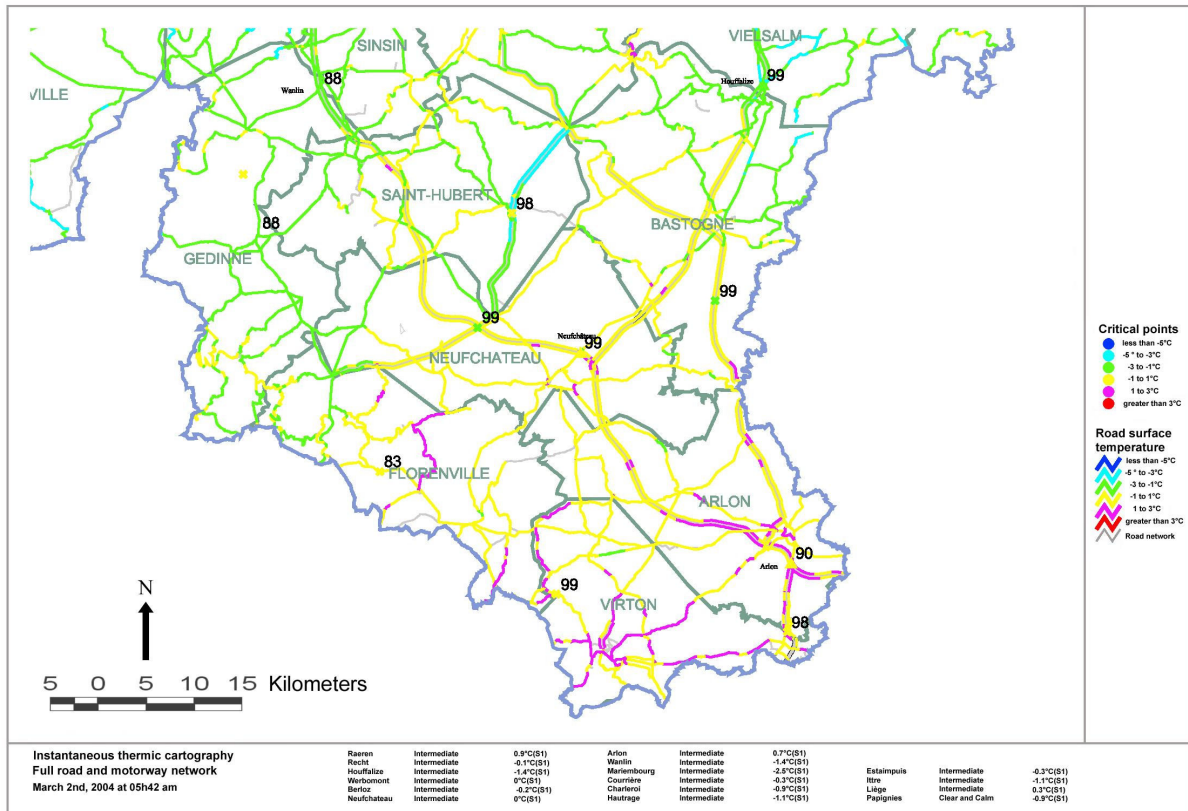 SINSIN
VIELSALM
88
Wanlin
Houffalize
99
VILLE
SAINT-HUBERT
98
88
BASTOGNE
GEDINNE
99
99
Neufchâteau
99
NEUFCHATEAU
83
FLORENVILLE
ARLON
90
Arlon
99
VIRTON
98
N
5 0 5 10 15 Kilometers
Critical points
less than -5°C
-5 ° to -3°C
-3 to -1°C
-1 to 1°C
1 to 3°C
greater than 3°C
Road surface
temperature
less than -5°C
-5 ° to -3°C
-3 to -1°C
-1 to 1°C
1 to 3°C
greater than 3°C
Road network
Instantaneous thermic cartography
Full road and motorway network
March 2nd, 2004 at 05h42 am
Raeren Intermediate 0.9°C(S1)
Recht Intermediate -0.1°C(S1)
Houffalize Intermediate -1.4°C(S1)
Werbomont Intermediate 0°C(S1)
Berloz Intermediate -0.2°C(S1)
Neufchateau Intermediate 0°C(S1)
Arlon Intermediate 0.7°C(S1)
Wanlin Intermediate -1.4°C(S1)
Mariembourg Intermediate -2.5°C(S1)
Courrière Intermediate -0.3°C(S1)
Charleroi Intermediate -0.9°C(S1)
Hautrage Intermediate -1.1°C(S1)
Estaimpuis Intermediate -0.3°C(S1)
Ittre Intermediate -1.1°C(S1)
Liège Intermediate 0.3°C(S1)
Papignies Clear and Calm -0.9°C(S1)